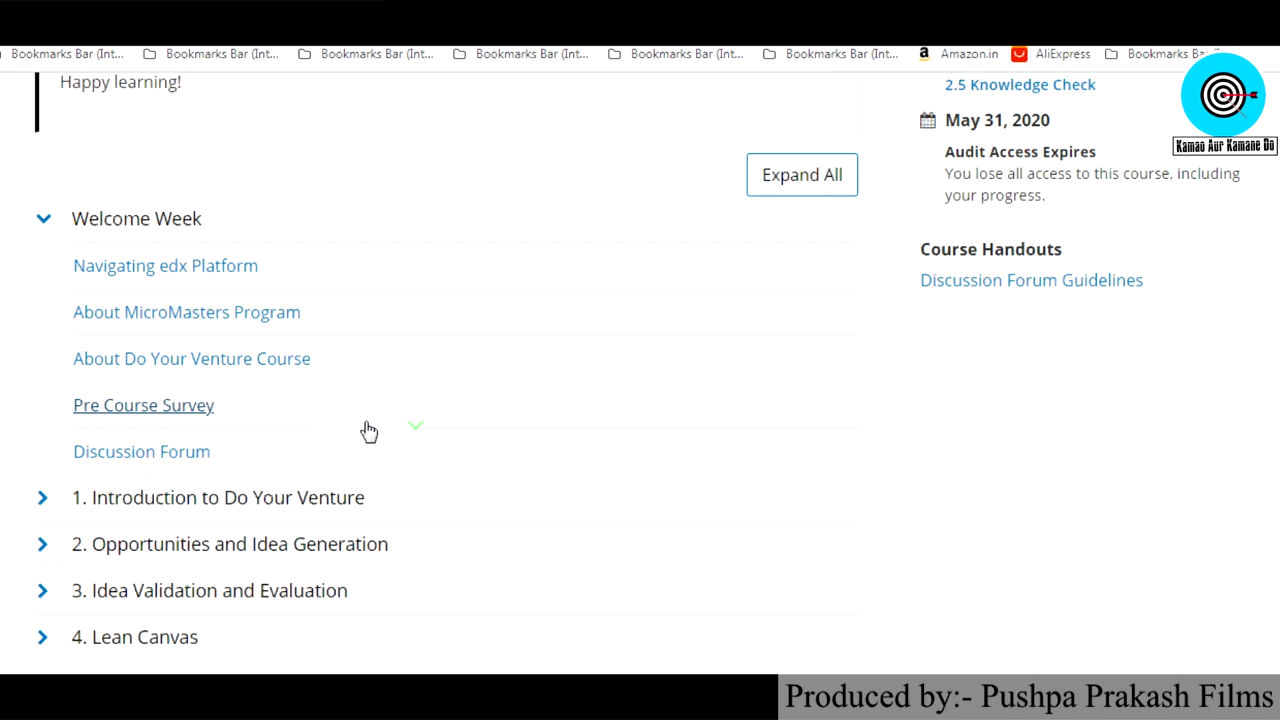 Bookmarks Bar (Int... Bookmarks Bar (Int... Bookmarks Bar (Int... Bookmarks Bar (Int... Bookmarks Bar (Int... Bookmarks Bar (Int... Amazon.in AliExpress
Happy learning!
Expand All
Welcome Week
Navigating edx Platform
About MicroMasters Program
About Do Your Venture Course
Pre Course Survey
Discussion Forum
1. Introduction to Do Your Venture
2. Opportunities and Idea Generation
3. Idea Validation and Evaluation
4. Lean Canvas
2.5 Knowledge Check
May 31, 2020
Audit Access Expires
You lose all access to this course, including
your progress.
Course Handouts
Discussion Forum Guidelines
Kamao Aur Kamane Do
Produced by:- Pushpa Prakash Films